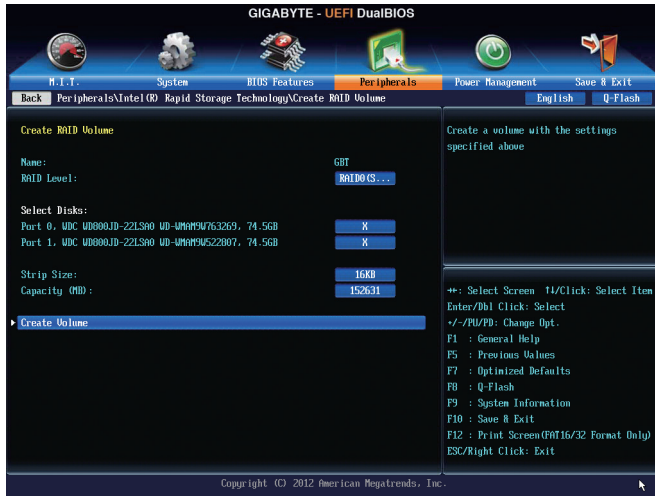 GIGABYTE - UEFI DualBIOS
M.I.T. System BIOS Features Peripherals Power Management Save & Exit
Back Peripherals\Intel(R) Rapid Storage Technology\Create RAID Volume English Q-Flash
Create RAID Volume
Name: GBT
RAID Level: RAID0(S...
Select Disks:
Port 0, WDC WD800JD-22LSA0 WD-WMAM9W763269, 74.5GB X
Port 1, WDC WD800JD-22LSA0 WD-WMAM9W522807, 74.5GB X
Strip Size: 16KB
Capacity (MB): 152631
Create Volume
Create a volume with the settings
specified above
→←: Select Screen ↑↓/Click: Select Item
Enter/Dbl Click: Select
+/-/PU/PD: Change Opt.
F1 : General Help
F5 : Previous Values
F7 : Optimized Defaults
F8 : Q-Flash
F9 : System Information
F10 : Save & Exit
F12 : Print Screen(FAT16/32 Format Only)
ESC/Right Click: Exit
Copyright (C) 2012 American Megatrends, Inc.